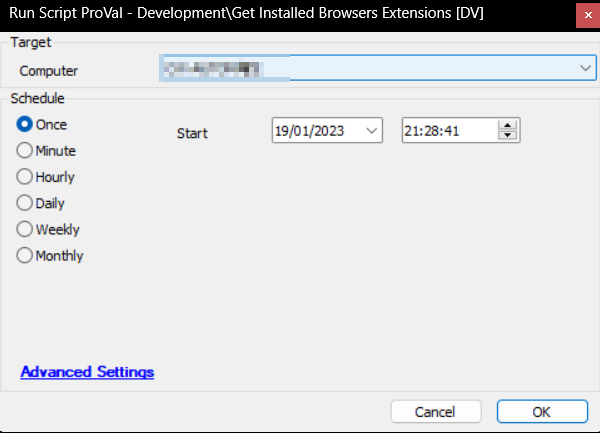 Run Script ProVal - Development\Get Installed Browsers Extensions [DV]
Target
Computer
Schedule
Once
Start
19/01/2023
21:28:41
Minute
Hourly
Daily
Weekly
Monthly
Advanced Settings
Cancel
OK